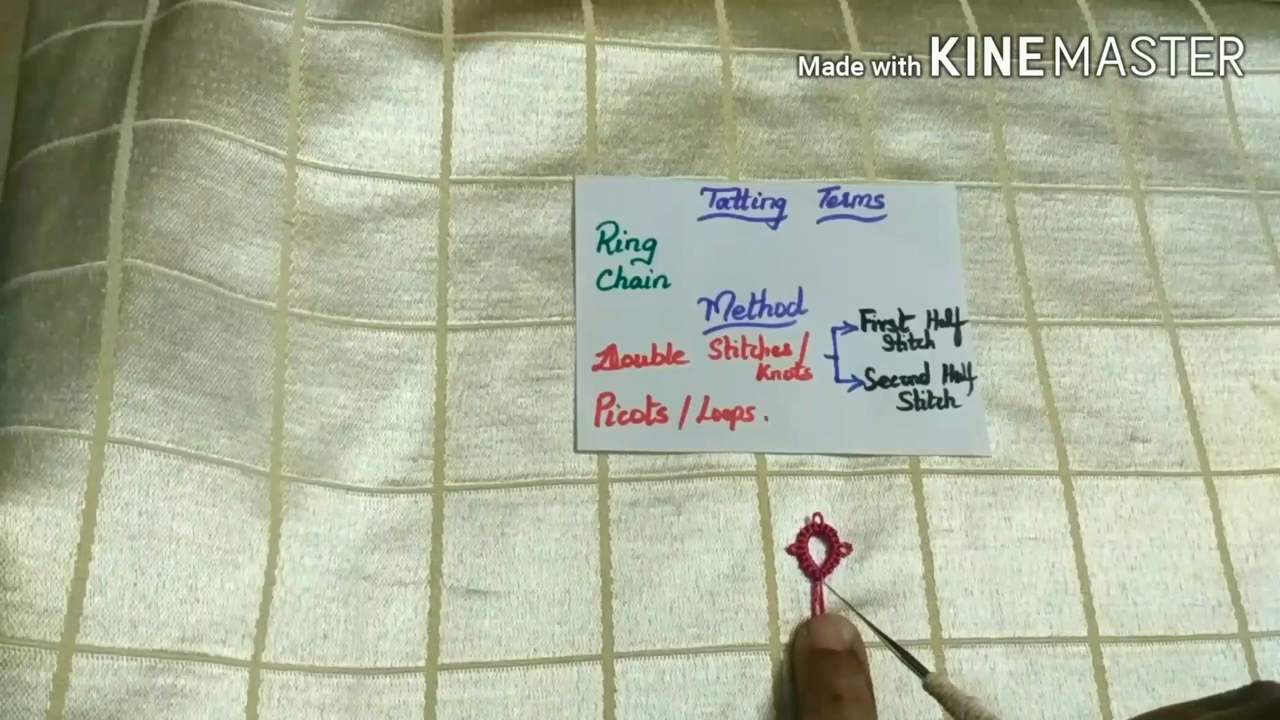 Made with KINEMASTER
Tatting Terms
Ring
Chain
Method
Double Stitches/
Knots
First Half
Stitch
Second Half
Stitch
Picots / Loops.